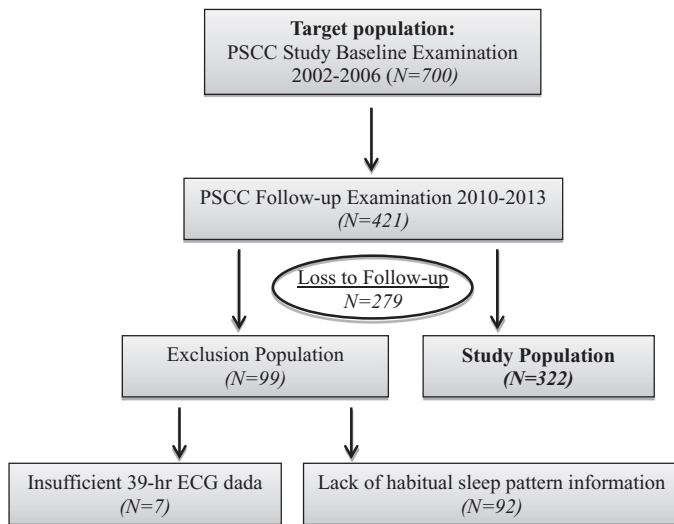 Target population:
PSCC Study Baseline Examination
2002-2006 (N=700)
PSCC Follow-up Examination 2010-2013
(N=421)
Loss to Follow-up
N=279
Exclusion Population
(N=99)
Study Population
(N=322)
Insufficient 39-hr ECG dada
(N=7)
Lack of habitual sleep pattern information
(N=92)